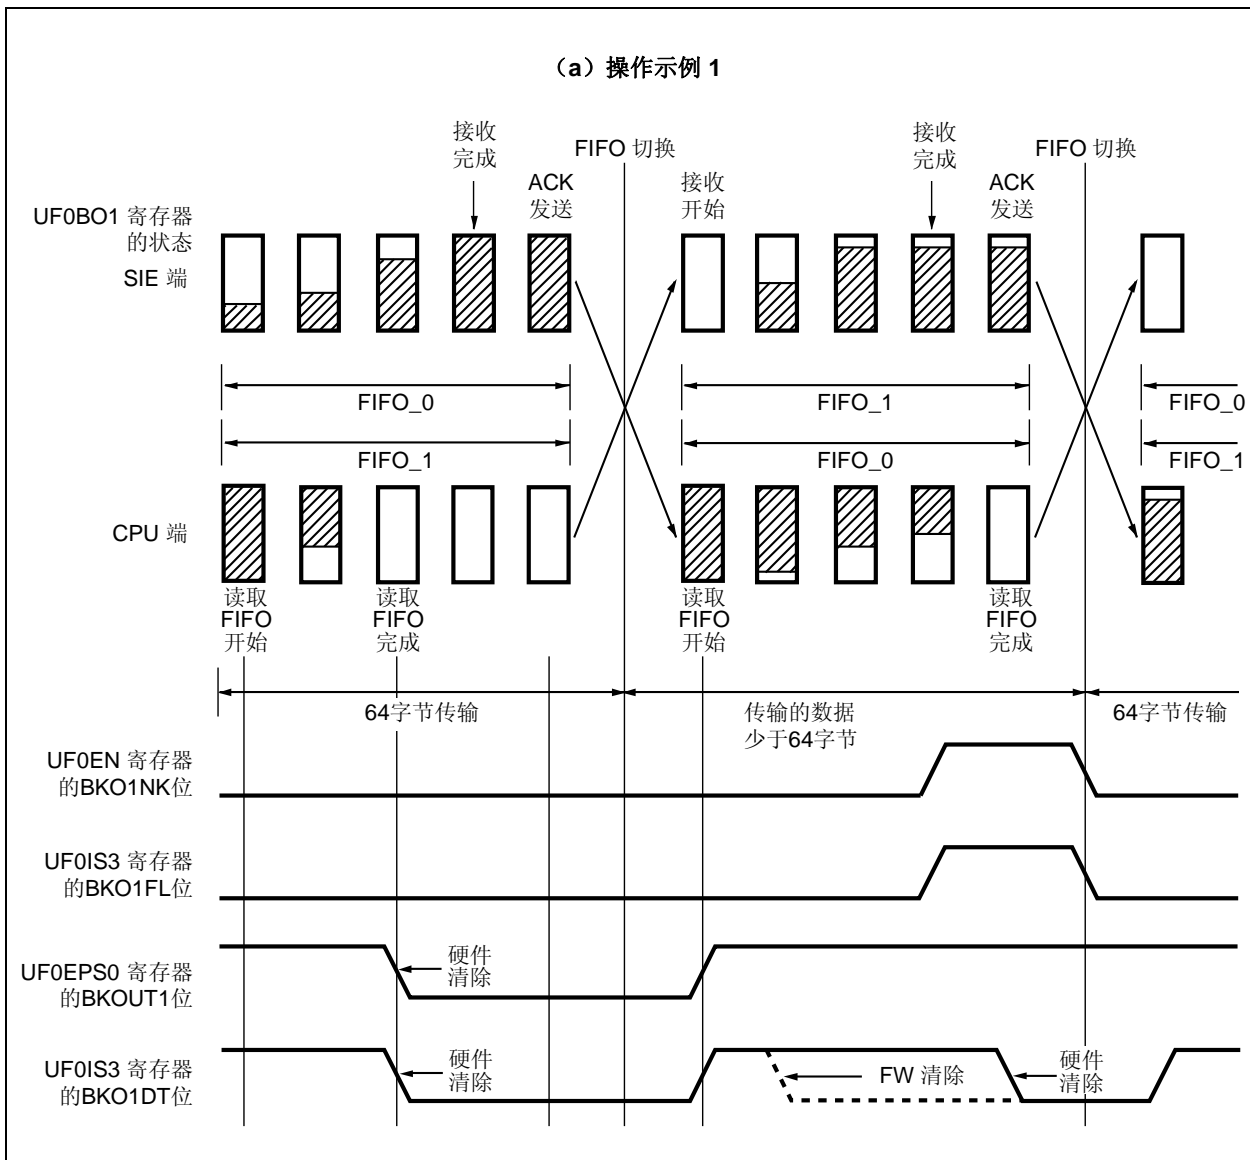 （a）操作示例 1
接收
完成
FIFO 切换
接收
开始
接收
完成
FIFO 切换
ACK
发送
ACK
发送
UF0BO1 寄存器
的状态
SIE 端
FIFO_0
FIFO_1
FIFO_0
FIFO_1
FIFO_0
FIFO_1
CPU 端
读取
FIFO
开始
读取
FIFO
完成
读取
FIFO
开始
读取
FIFO
完成
64字节传输
传输的数据
少于64字节
64字节传输
UF0EN 寄存器
的BKO1NK位
UF0IS3 寄存器
的BKO1FL位
UF0EPS0 寄存器
的BKOUT1位
硬件
清除
UF0IS3 寄存器
的BKO1DT位
硬件
清除
FW 清除
硬件
清除